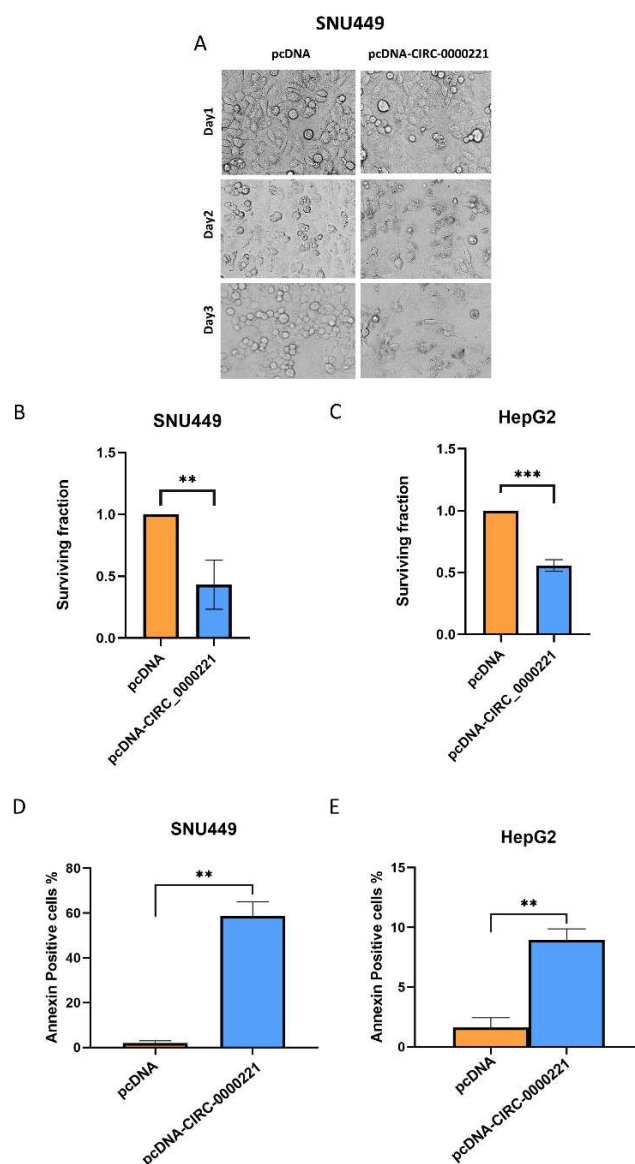 SNU449
A
pcDNA
pcDNA-CIRC-0000221
Day1
Day2
Day3
B
SNU449
Surviving fraction
1.5
1.0
0.5
0.0
**
pcDNA
pcDNA-CIRC_0000221
C
HepG2
Surviving fraction
1.5
1.0
0.5
0.0
***
pcDNA
pcDNA-CIRC_0000221
D
SNU449
Annexin Positive cells %
80
60
40
20
0
**
pcDNA
pcDNA-CIRC-0000221
E
HepG2
Annexin Positive cells %
15
10
5
0
**
pcDNA
pcDNA-CIRC-0000221